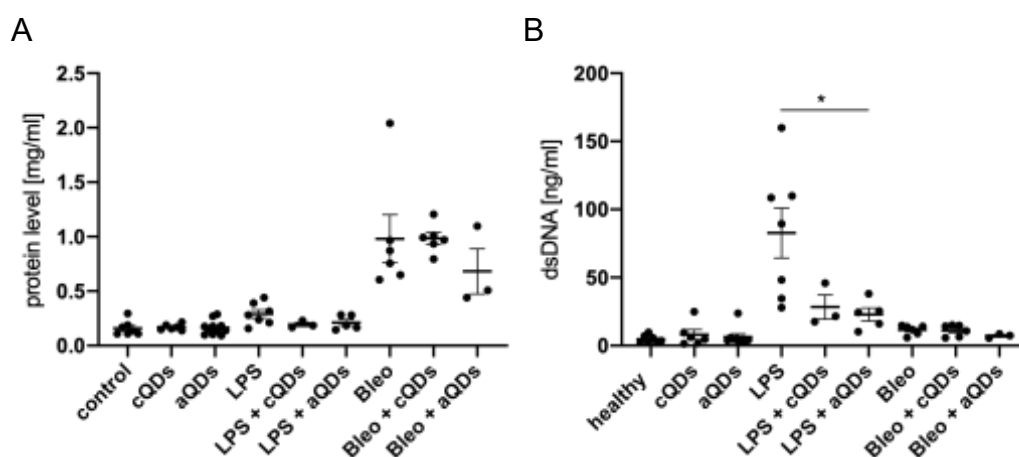 A
B
protein level [mg/ml]
2.5
2.0
1.5
1.0
0.5
0.0
control
cQDs
aQDs
LPS
LPS + cQDs
LPS + aQDs
Bleo
Bleo + cQDs
Bleo + aQDs
dsDNA [ng/ml]
200
150
100
50
0
*
healthy
cQDs
aQDs
LPS
LPS + cQDs
LPS + aQDs
Bleo
Bleo + cQDs
Bleo + aQDs